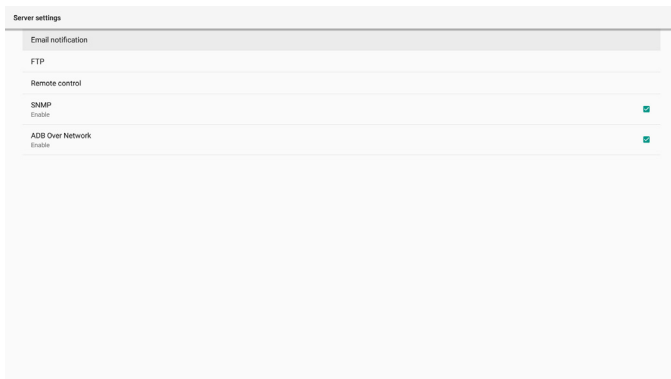 Server settings
Email notification
FTP
Remote control
SNMP
Enable
ADB Over Network
Enable